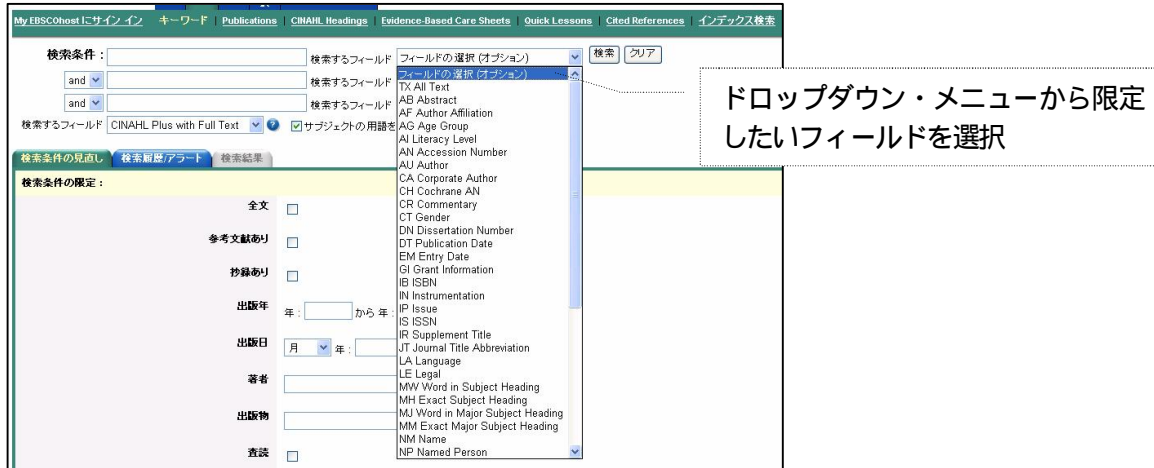 My EBSCOhost にサイン イン キーワード | Publications | CINAHL Headings | Evidence-Based Care Sheets | Quick Lessons | Cited References | インデックス検索
検索条件： 検索するフィールド フィールドの選択 (オプション) 検索 クリア
and 検索するフィールド
and 検索するフィールド
検索するフィールド CINAHL Plus with Full Text サブジェクトの用語を
フィールドの選択 (オプション)
TX All Text
AB Abstract
AF Author Affiliation
AG Age Group
AI Literacy Level
AN Accession Number
AU Author
CA Corporate Author
CH Cochrane AN
CR Commentary
CT Gender
DN Dissertation Number
DT Publication Date
EM Entry Date
GI Grant Information
IB ISBN
IN Instrumentation
IP Issue
IS ISSN
IR Supplement Title
JT Journal Title Abbreviation
LA Language
LE Legal
MW Word in Subject Heading
MH Exact Subject Heading
MJ Word in Major Subject Heading
MM Exact Major Subject Heading
NM Name
NP Named Person
ドロップダウン・メニューから限定
したいフィールドを選択
検索条件の見直し 検索履歴/アラート 検索結果
検索条件の限定：
全文
参考文献あり
抄録あり
出版年 年： から 年：
出版日 月 年：
著者
出版物
査読